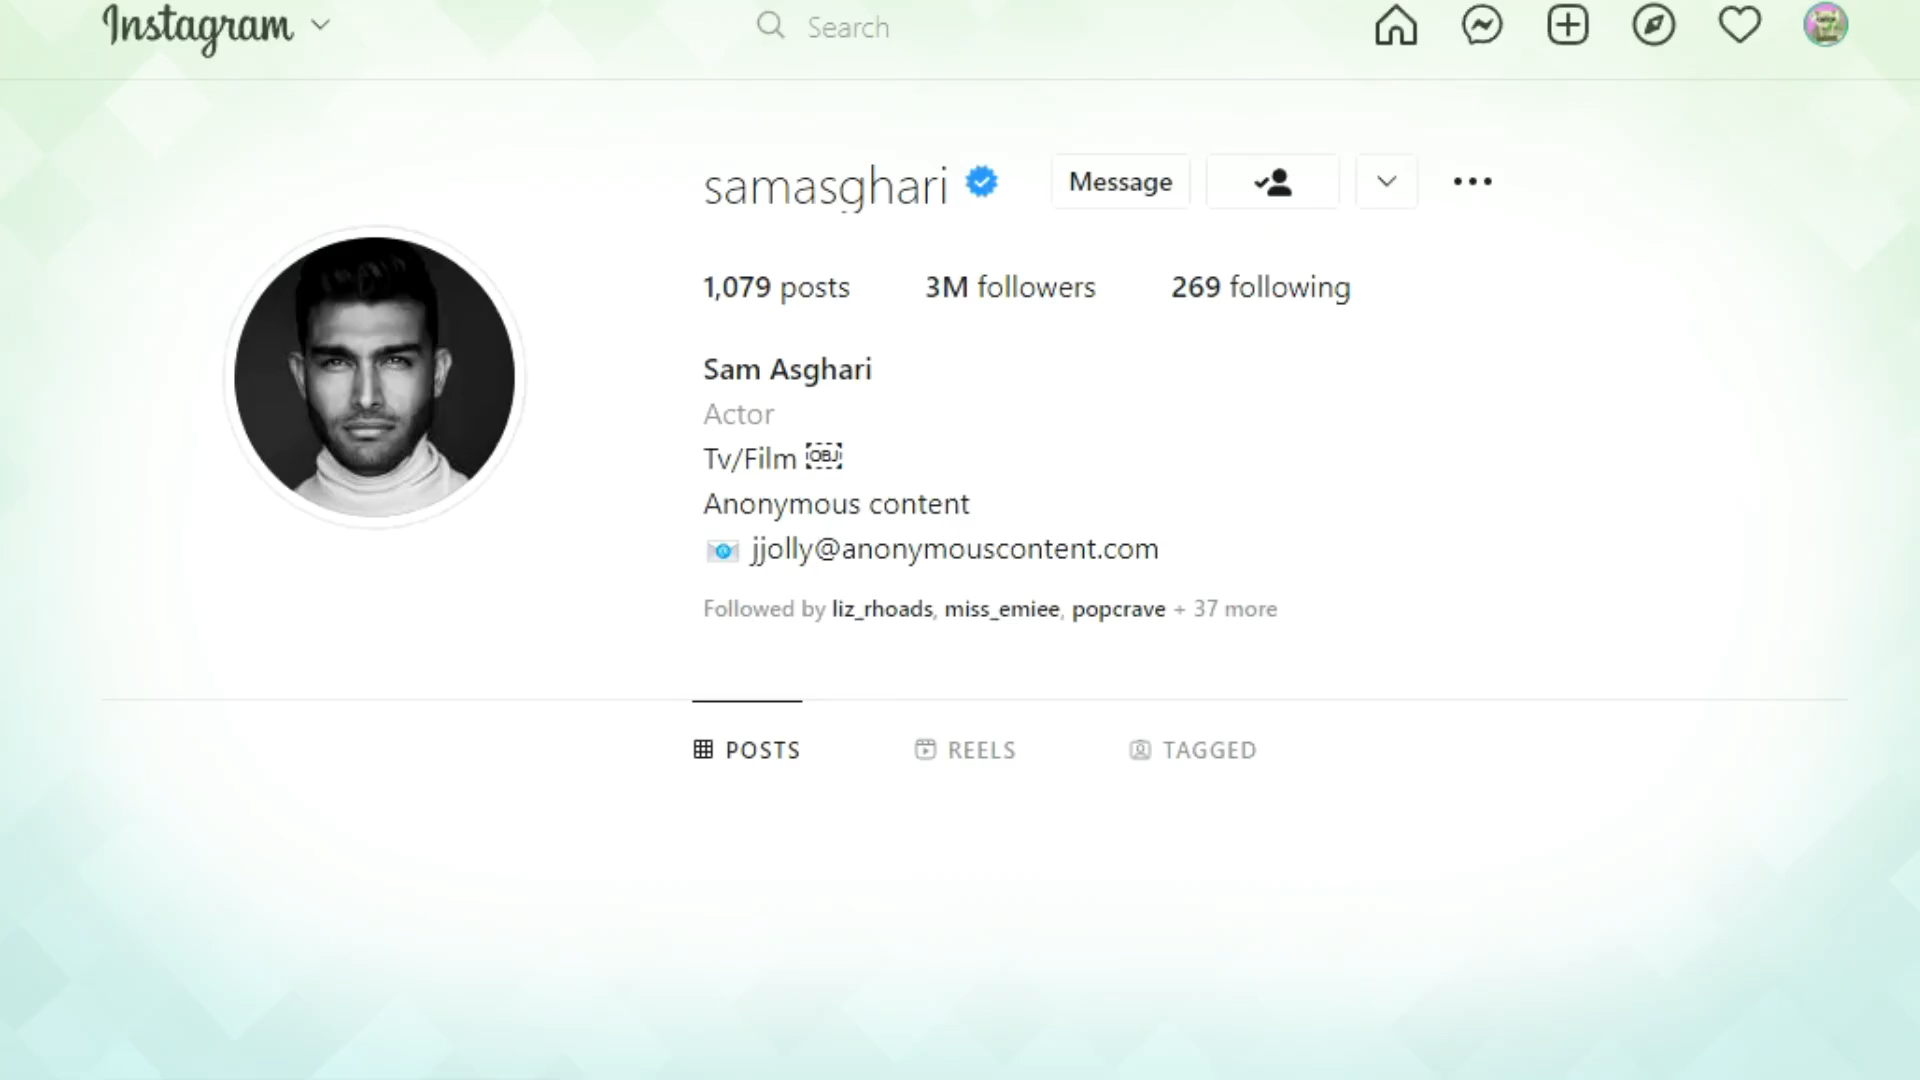 Instagram
Search
samasghari
Message
1,079 posts 3M followers 269 following
Sam Asghari
Actor
Tv/Film OBJ
Anonymous content
jjolly@anonymouscontent.com
Followed by liz_rhoads, miss_emiee, popcrave + 37 more
POSTS REELS TAGGED